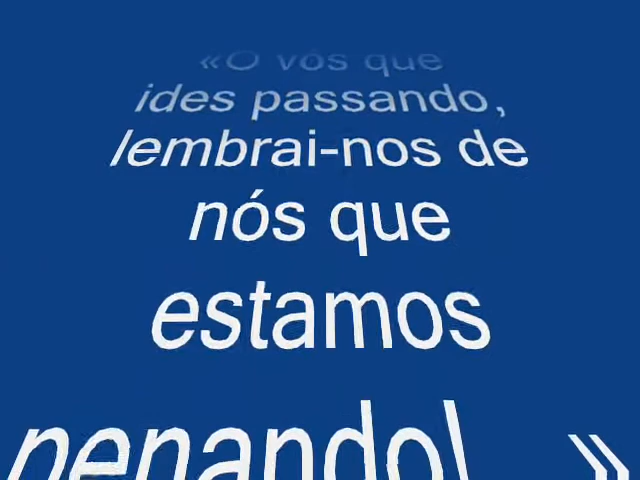 «O vós que
ides passando,
lembrai-nos de
nós que
estamos
penando!... »